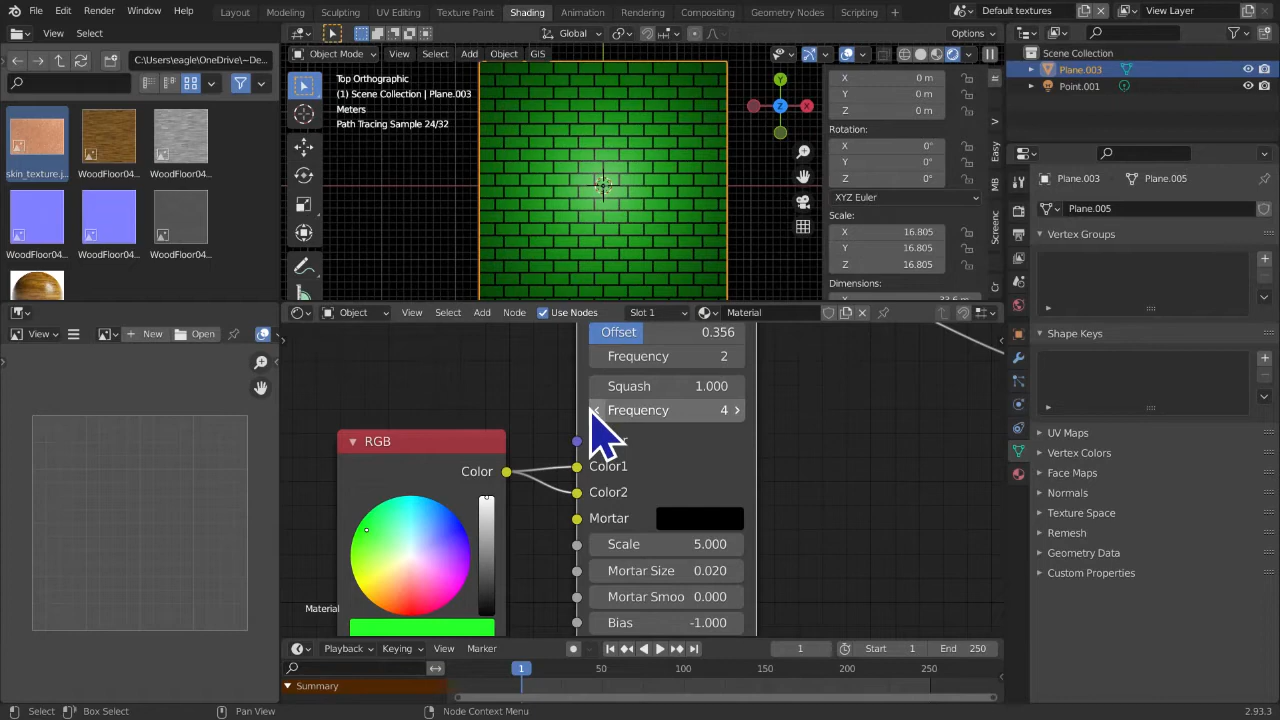 File Edit Render Window Help Layout Modeling Sculpting UV Editing Texture Paint Shading Animation Rendering Compositing Geometry Nodes Scripting + Default textures View Layer
View Select Global Options
C:\Users\eagle\OneDrive\~De...
Object Mode View Select Add Object GIS
Top Orthographic
(1) Scene Collection | Plane.003
Meters
Path Tracing Sample 24/32
skin_texture.j... WoodFloor04... WoodFloor04...
WoodFloor04... WoodFloor04... WoodFloor04...
Y
Z X
X 0 m
Y 0 m
Z 0 m
Rotation:
X 0°
Y 0°
Z 0°
XYZ Euler
Scale:
X 16.805
Y 16.805
Z 16.805
Dimensions:
V
Easy
MB
Screenc
Scene Collection
Plane.003
Point.001
Plane.003 Plane.005
Plane.005
Vertex Groups
Shape Keys
UV Maps
Vertex Colors
Face Maps
Normals
Texture Space
Remesh
Geometry Data
Custom Properties
Object View Select Add Node Use Nodes Slot 1 Material
View New Open
Offset 0.356
Frequency 2
Squash 1.000
Frequency 4
RGB
Color
Color1
Color2
Mortar
Scale 5.000
Mortar Size 0.020
Mortar Smoo 0.000
Bias -1.000
Material
Playback Keying View Marker 1 Start 1 End 250
1 50 100 150 200 250
Summary
Select Box Select Pan View Node Context Menu 2.93.3